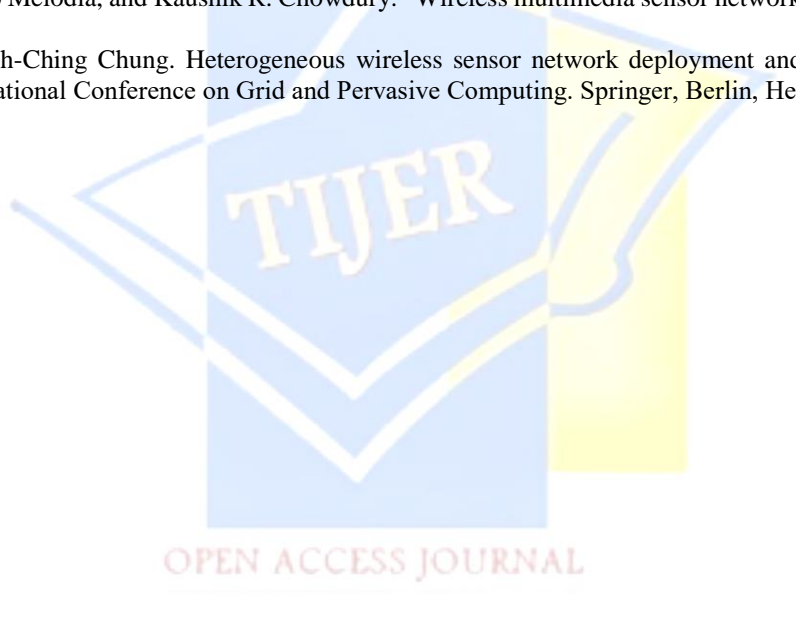 Melodia, and Kaushik R. Chowdury. "Wireless multimedia sensor network
h-Ching Chung. Heterogeneous wireless sensor network deployment and
ational Conference on Grid and Pervasive Computing. Springer, Berlin, He
TIJER
OPEN ACCESS JOURNAL